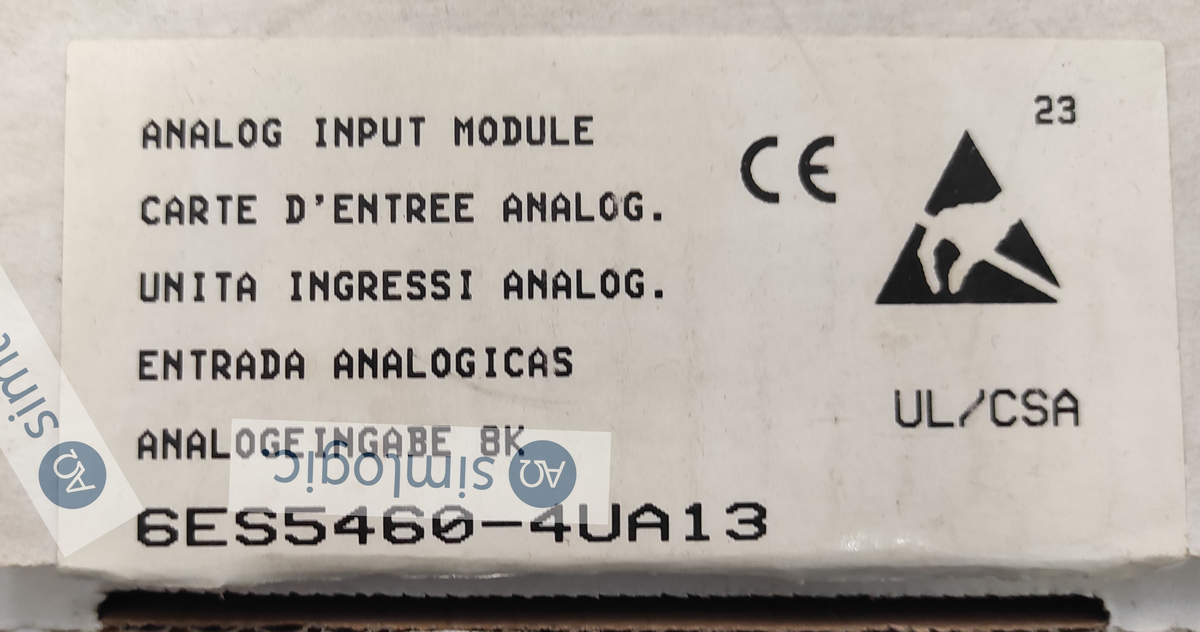 23
ANALOG INPUT MODULE
CE
CARTE D'ENTREE ANALOG.
UNITA INGRESSI ANALOG.
ENTRADA ANALOGICAS
UL/CSA
ANALOGEINGABE 8K
simlogic
6ES5460-4UA13